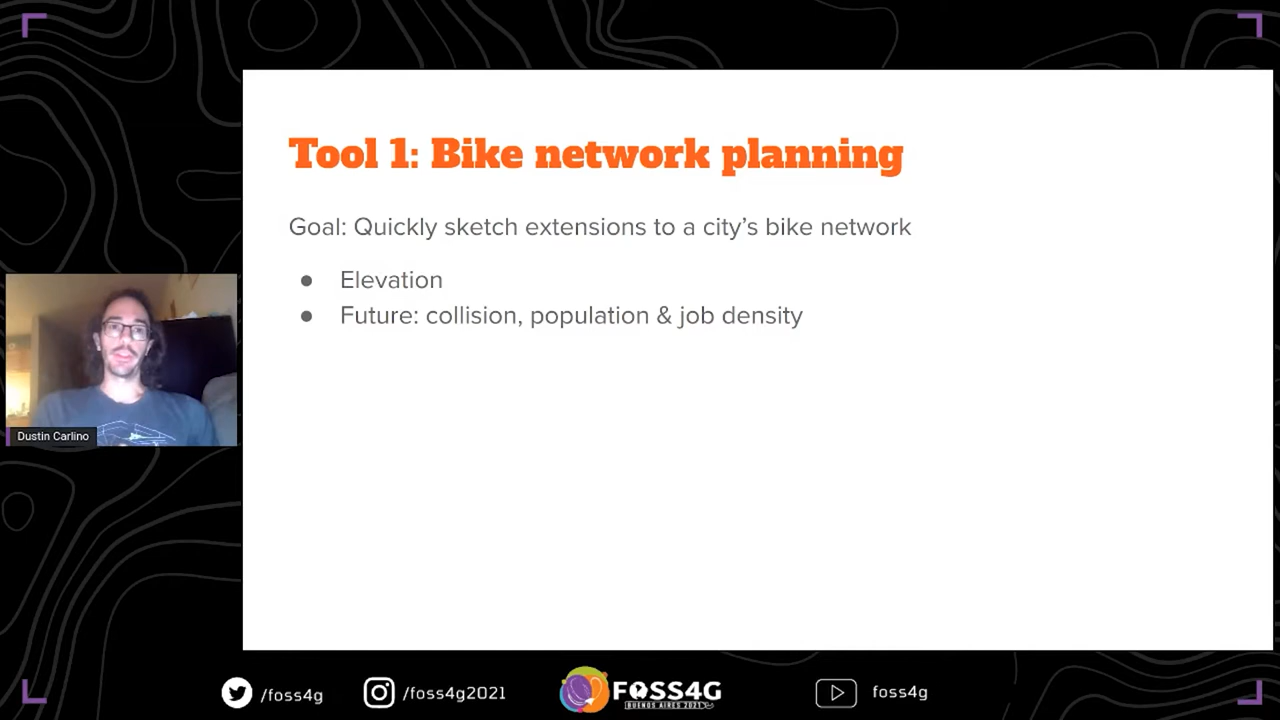 Tool 1: Bike network planning
Goal: Quickly sketch extensions to a city's bike network
● Elevation
● Future: collision, population & job density
Dustin Carlino
/foss4g
/foss4g2021
FOSS4G
BUENOS AIRES 2021
foss4g